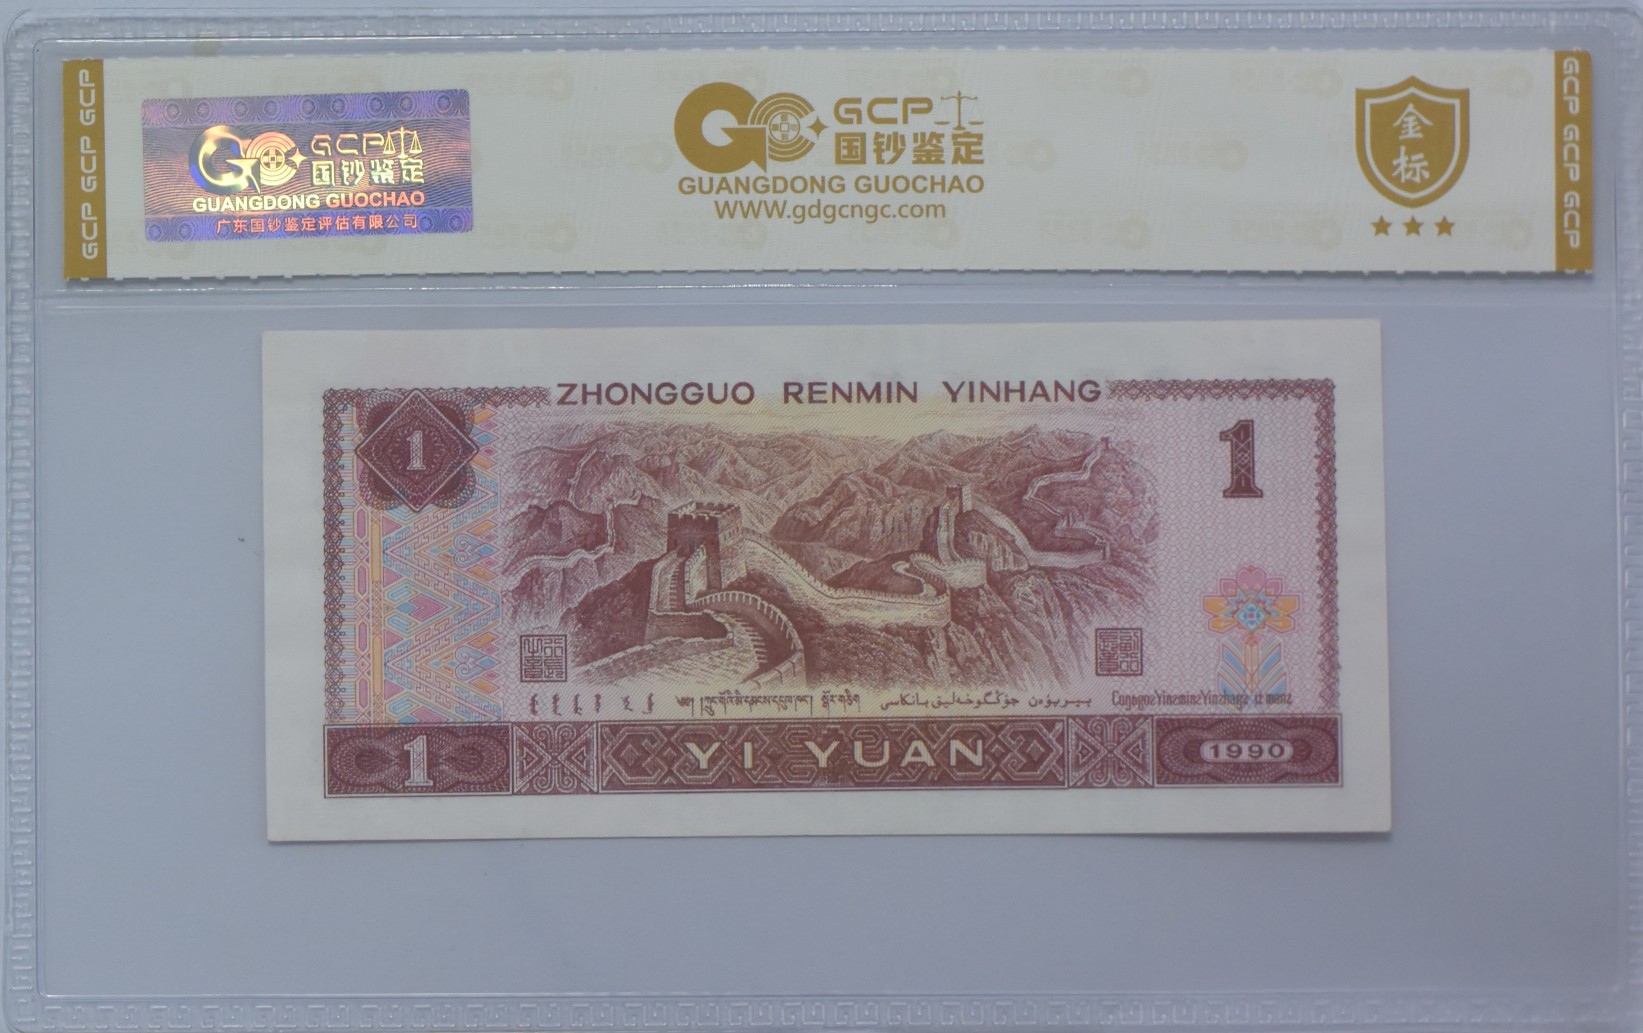 GCP GCP GCP
GCP
国钞鉴定
GUANGDONG GUOCHAO
广东国钞鉴定评估有限公司
GCP
国钞鉴定
GUANGDONG GUOCHAO
WWW.gdgcngc.com
金标
GCP GCP GCP
ZHONGGUO RENMIN YINHANG
1
1
1
YI YUAN
1990